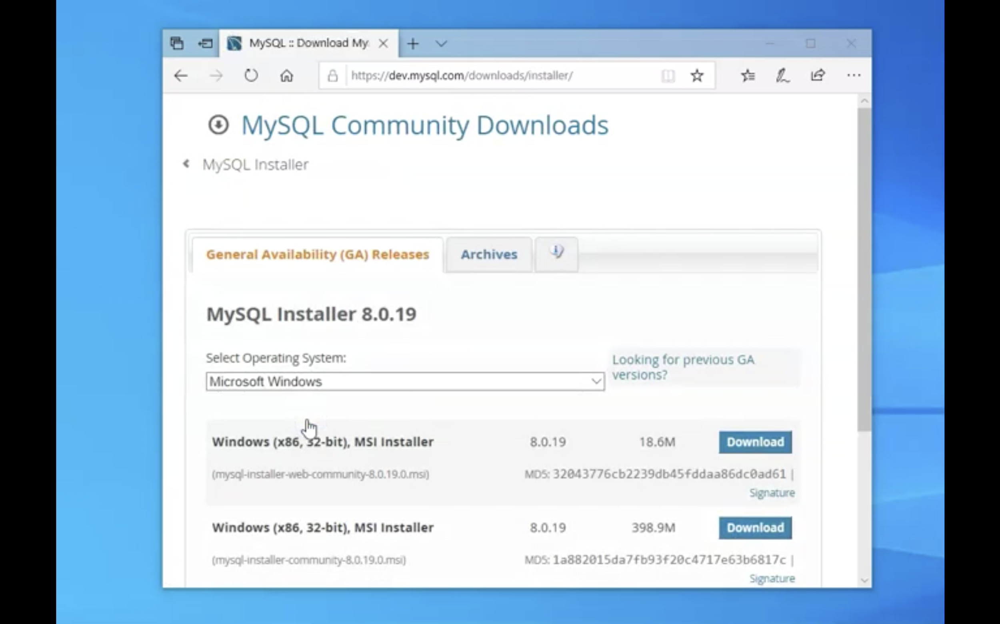 MySQL :: Download My
https://dev.mysql.com/downloads/installer/
MySQL Community Downloads
MySQL Installer
General Availability (GA) Releases
Archives
MySQL Installer 8.0.19
Select Operating System:
Microsoft Windows
Looking for previous GA
versions?
Windows (x86, 32-bit), MSI Installer 8.0.19 18.6M Download
(mysql-installer-web-community-8.0.19.0.msi) MD5: 32043776cb2239db45fddaa86dc0ad61 |
Signature
Windows (x86, 32-bit), MSI Installer 8.0.19 398.9M Download
(mysql-installer-community-8.0.19.0.msi) MD5: 1a882015da7fb93f20c4717e63b6817c |
Signature